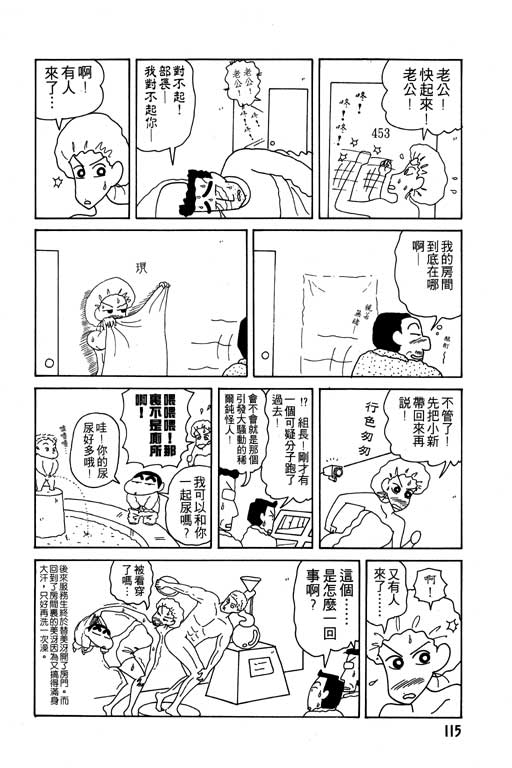 老公！
快起來！
老公！
咚！
咚！
咚！
咚！
453
老公！
老公！
咚！
咚！
對不起！
部長—
我對不起你—
啊！
有人
來了…
我的房間
到底在哪
啊—
不管了！
先把小新
帶回來再
說！
行色匆匆
!?組長！剛才有
一個可疑分子跑了
過去！
會不會就是那個
引發大騷動的稀
爾鈍怪人！
喂喂喂！那
裏不是廁所
啊！
我可以和你
一起尿嗎？
哇！你的尿
尿好多哦！
啊！
又有人
來了…
這個……
是怎麼一回
事啊？
被看穿
了嗎…
後來服務生終於替美冴開了房門。而
回到了房間裏的美冴因為又搞得滿身
大汗，只好再洗一次澡。
115